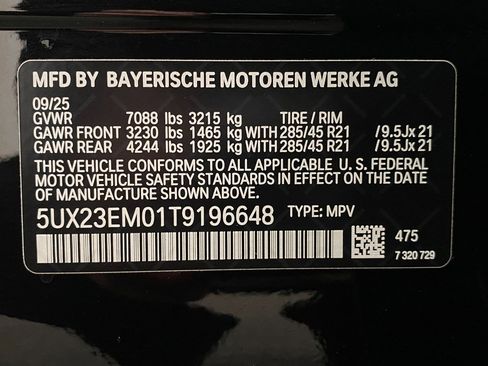 MFD BY BAYERISCHE MOTOREN WERKE AG
09/25
GVWR 7088 lbs 3215 kg TIRE / RIM
GAWR FRONT 3230 lbs 1465 kg WITH 285/45 R21 /9.5Jx 21
GAWR REAR 4244 lbs 1925 kg WITH 285/45 R21 /9.5Jx 21
THIS VEHICLE CONFORMS TO ALL APPLICABLE U. S. FEDERAL
MOTOR VEHICLE SAFETY STANDARDS IN EFFECT ON THE DATE
OF MANUFACTURE SHOWN ABOVE.
5UX23EM01T9196648 TYPE: MPV
475
7 320 729